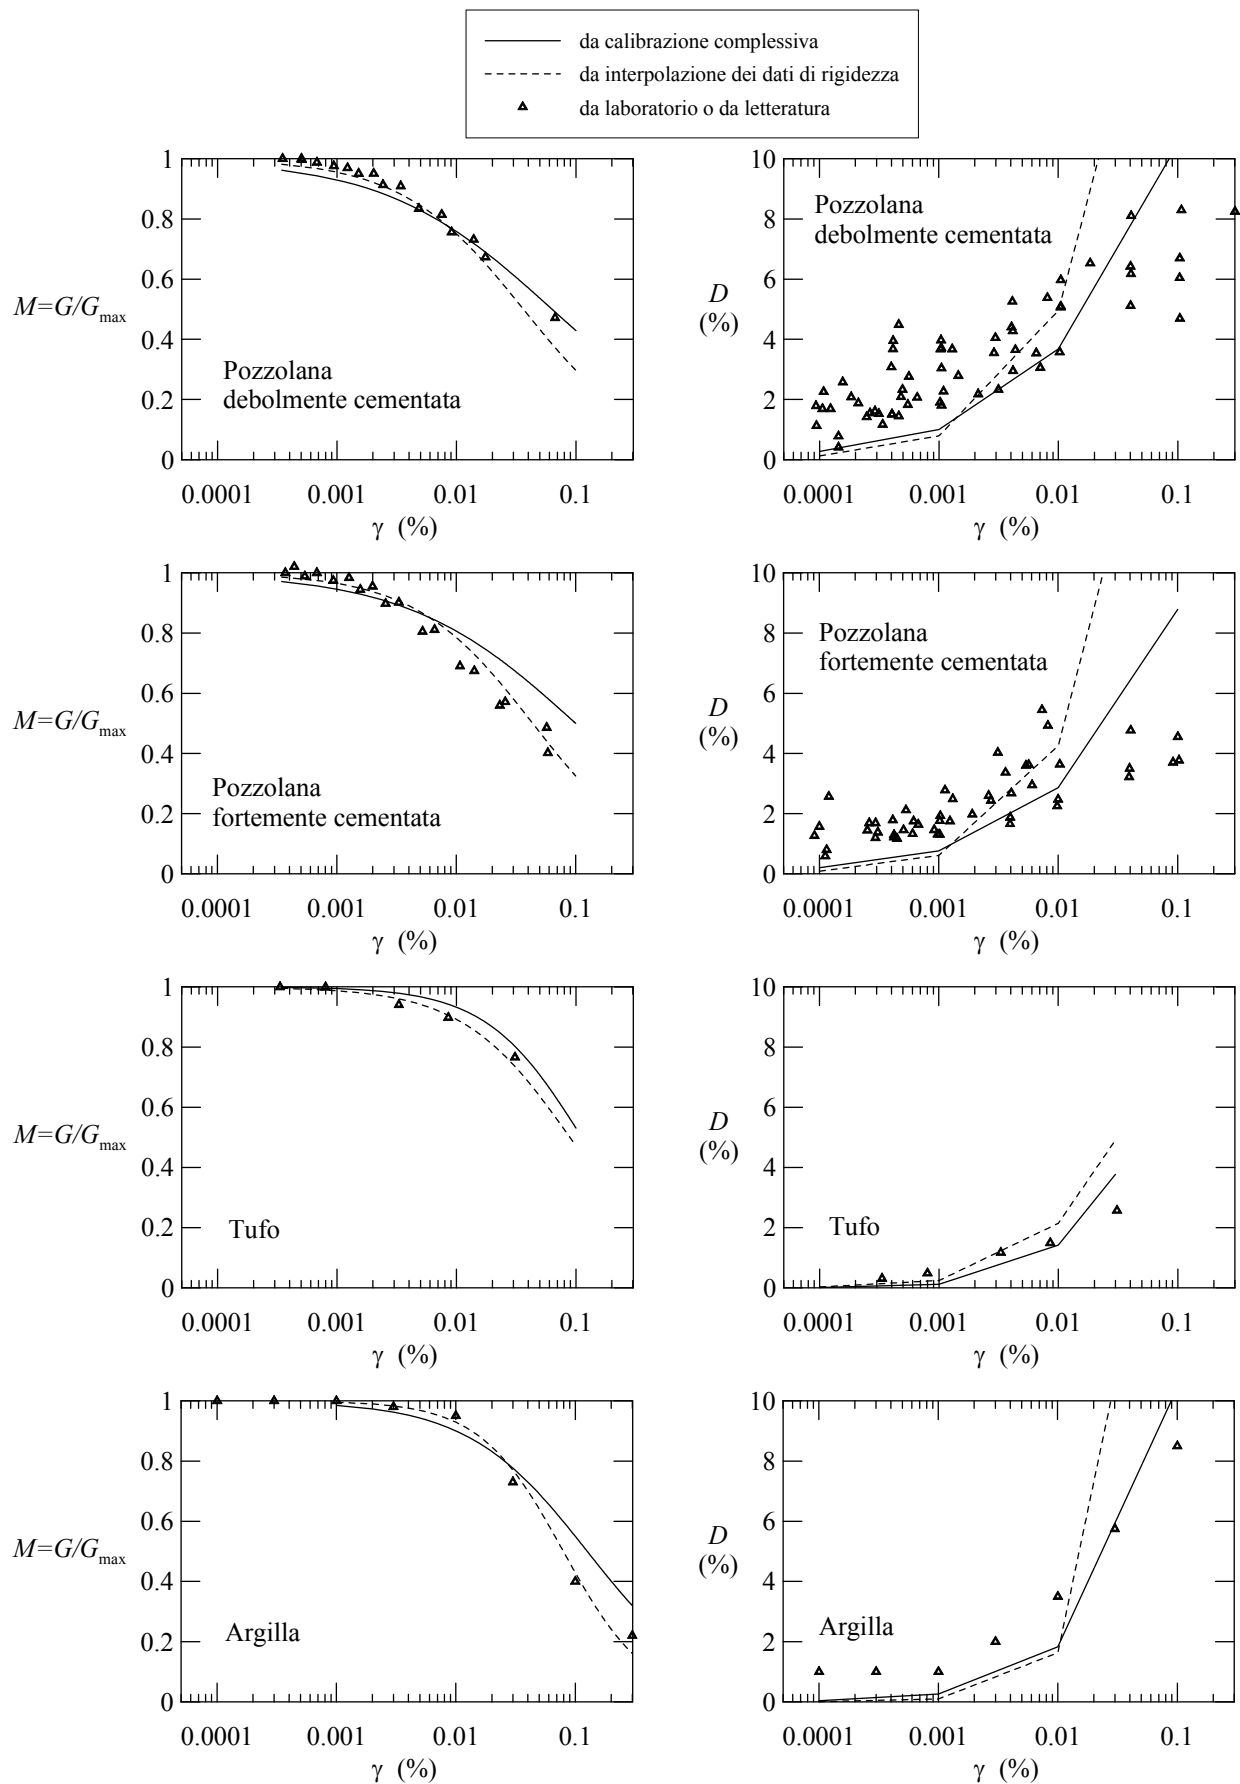 da calibrazione complessiva
da interpolazione dei dati di rigidezza
da laboratorio o da letteratura
1
0.8
0.6
0.4
0.2
0
M=G/Gmax
Pozzolana
debolmente cementata
0.0001 0.001 0.01 0.1
γ (%)
10
8
6
4
2
0
D
(%)
Pozzolana
debolmente cementata
0.0001 0.001 0.01 0.1
γ (%)
1
0.8
0.6
0.4
0.2
0
M=G/Gmax
Pozzolana
fortemente cementata
0.0001 0.001 0.01 0.1
γ (%)
10
8
6
4
2
0
D
(%)
Pozzolana
fortemente cementata
0.0001 0.001 0.01 0.1
γ (%)
1
0.8
0.6
0.4
0.2
0
M=G/Gmax
Tufo
0.0001 0.001 0.01 0.1
γ (%)
10
8
6
4
2
0
D
(%)
Tufo
0.0001 0.001 0.01 0.1
γ (%)
1
0.8
0.6
0.4
0.2
0
M=G/Gmax
Argilla
0.0001 0.001 0.01 0.1
γ (%)
10
8
6
4
2
0
D
(%)
Argilla
0.0001 0.001 0.01 0.1
γ (%)